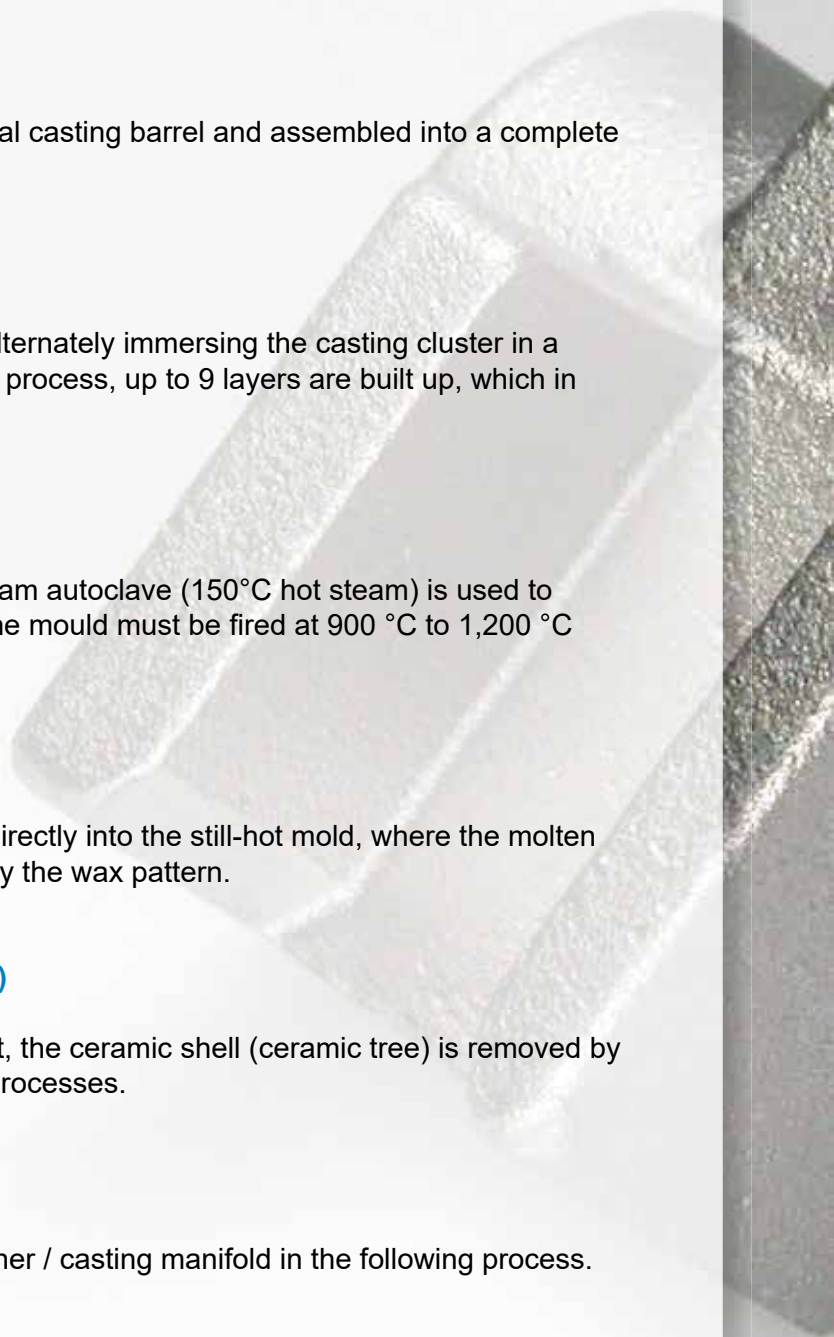 al casting barrel and assembled into a complete
lternately immersing the casting cluster in a
process, up to 9 layers are built up, which in
am autoclave (150°C hot steam) is used to
he mould must be fired at 900 °C to 1,200 °C
irectly into the still-hot mold, where the molten
y the wax pattern.
)
t, the ceramic shell (ceramic tree) is removed by
rocesses.
ner / casting manifold in the following process.